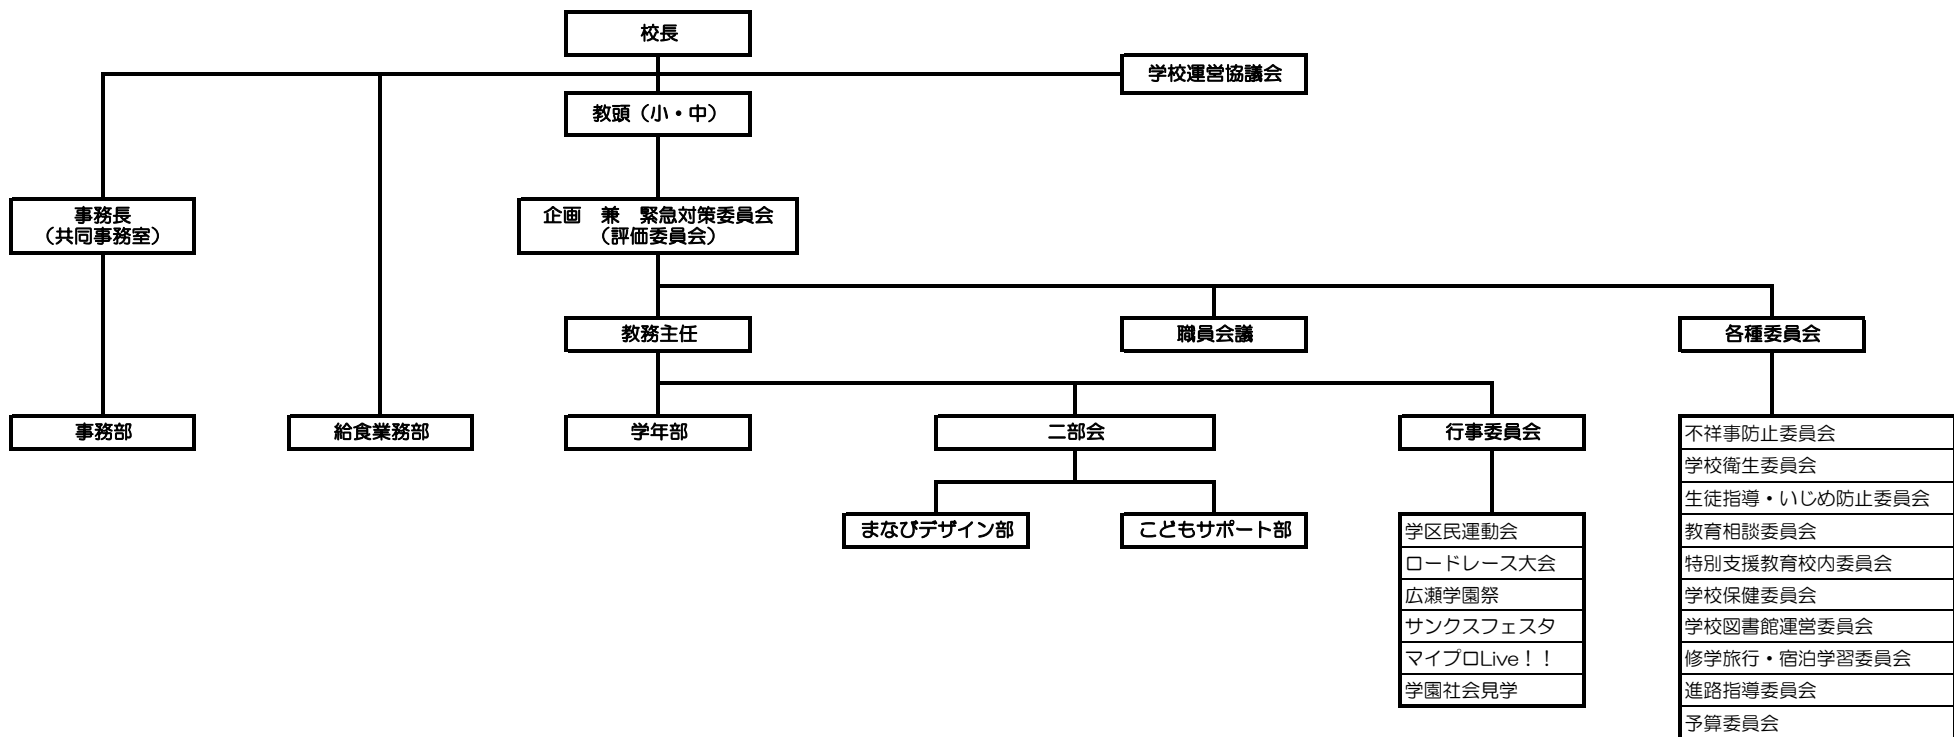 校長
学校運営協議会
教頭（小・中）
事務長
（共同事務室）
企画　兼　緊急対策委員会
（評価委員会）
教務主任
職員会議
各種委員会
事務部
給食業務部
学年部
二部会
行事委員会
まなびデザイン部
こどもサポート部
学区民運動会
ロードレース大会
広瀬学園祭
サンクスフェスタ
マイプロLive！！
学園社会見学
不祥事防止委員会
学校衛生委員会
生徒指導・いじめ防止委員会
教育相談委員会
特別支援教育校内委員会
学校保健委員会
学校図書館運営委員会
修学旅行・宿泊学習委員会
進路指導委員会
予算委員会